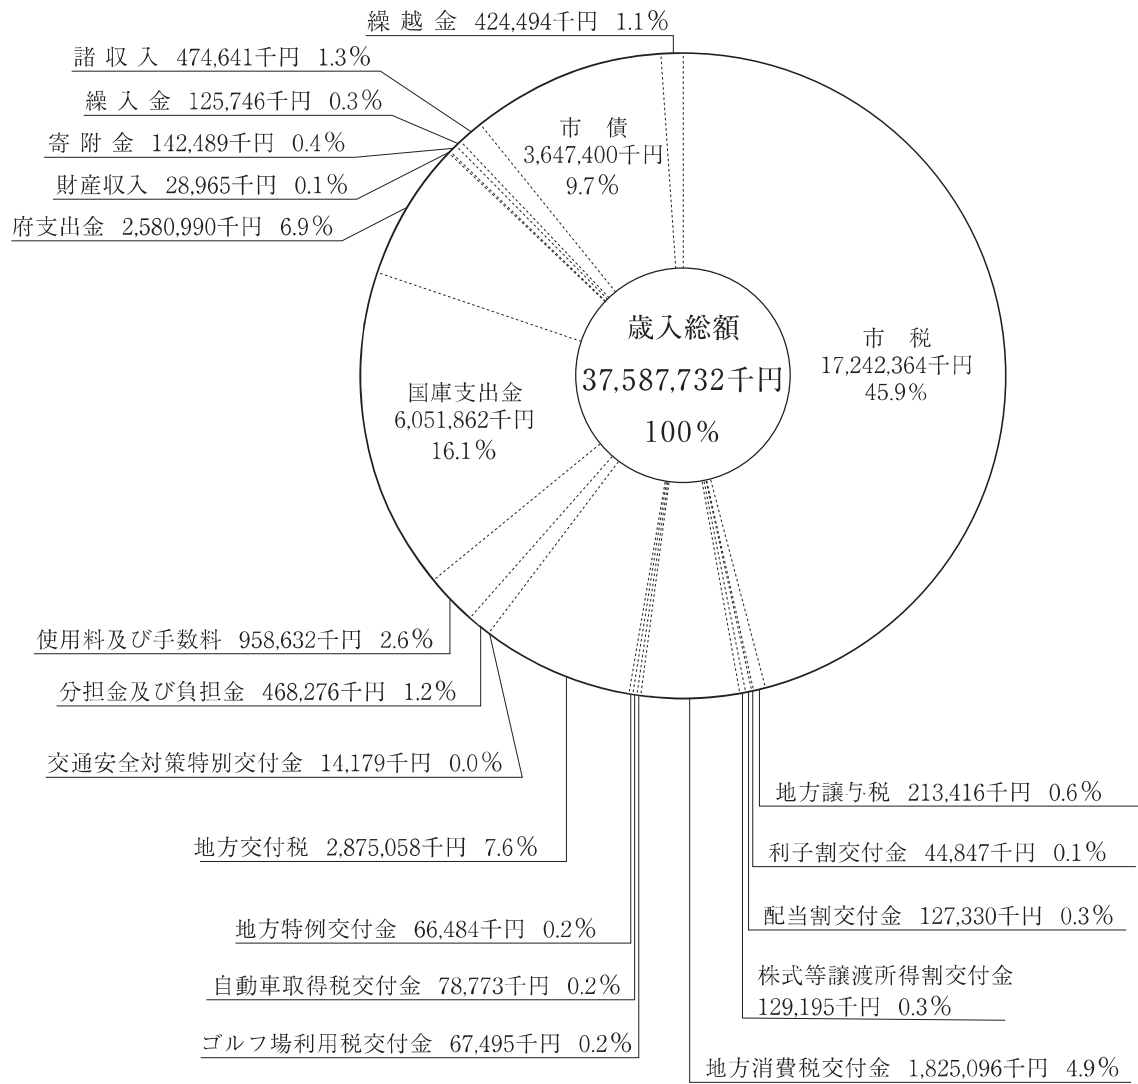 繰越金 424,494千円 1.1%
諸収入 474,641千円 1.3%
繰入金 125,746千円 0.3%
寄附金 142,489千円 0.4%
財産収入 28,965千円 0.1%
府支出金 2,580,990千円 6.9%
市債
3,647,400千円
9.7%
歳入総額
37,587,732千円
100%
市税
17,242,364千円
45.9%
国庫支出金
6,051,862千円
16.1%
使用料及び手数料 958,632千円 2.6%
分担金及び負担金 468,276千円 1.2%
交通安全対策特別交付金 14,179千円 0.0%
地方交付税 2,875,058千円 7.6%
地方特例交付金 66,484千円 0.2%
自動車取得税交付金 78,773千円 0.2%
ゴルフ場利用税交付金 67,495千円 0.2%
地方譲与税 213,416千円 0.6%
利子割交付金 44,847千円 0.1%
配当割交付金 127,330千円 0.3%
株式等譲渡所得割交付金
129,195千円 0.3%
地方消費税交付金 1,825,096千円 4.9%